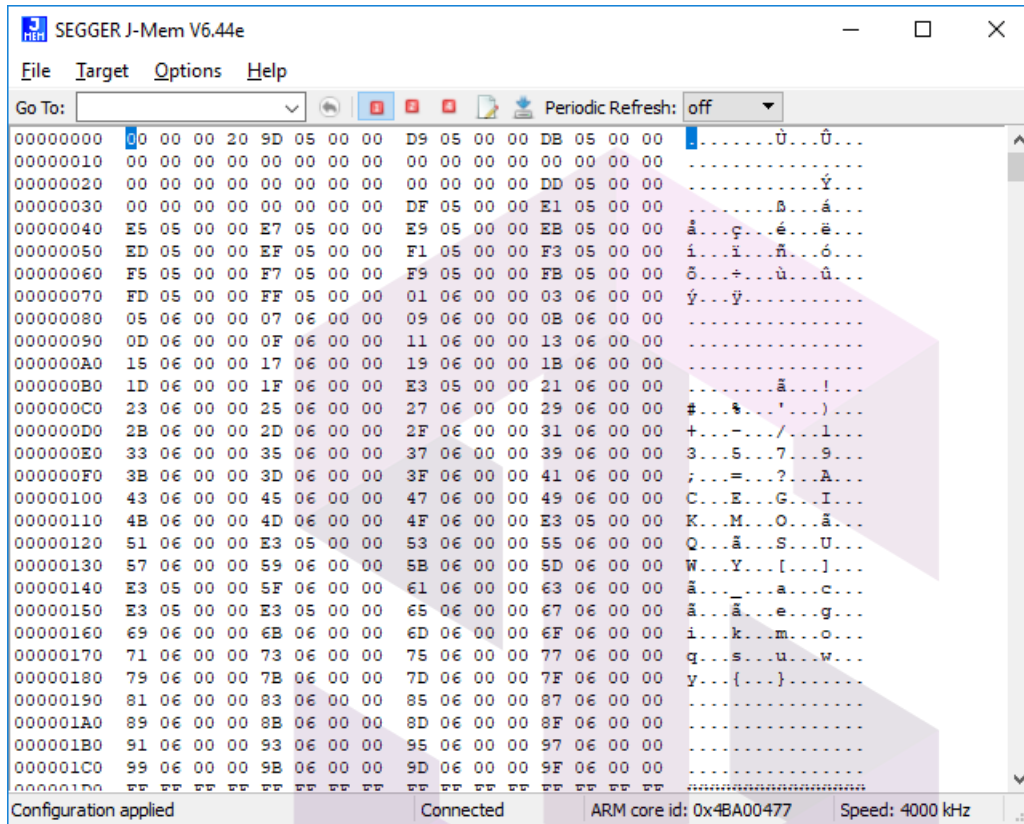 SEGGER J-Mem V6.44e
File Target Options Help
Go To: Periodic Refresh: off
00000000 00 00 00 20 9D 05 00 00 D9 05 00 00 DB 05 00 00 ........Ù...Û...
00000010 00 00 00 00 00 00 00 00 00 00 00 00 00 00 00 00 ................
00000020 00 00 00 00 00 00 00 00 00 00 00 00 DD 05 00 00 ............Ý...
00000030 00 00 00 00 00 00 00 00 DF 05 00 00 E1 05 00 00 ........ß...á...
00000040 E5 05 00 00 E7 05 00 00 E9 05 00 00 EB 05 00 00 å...ç...é...ë...
00000050 ED 05 00 00 EF 05 00 00 F1 05 00 00 F3 05 00 00 í...ï...ñ...ó...
00000060 F5 05 00 00 F7 05 00 00 F9 05 00 00 FB 05 00 00 õ...÷...ù...û...
00000070 FD 05 00 00 FF 05 00 00 01 06 00 00 03 06 00 00 ý...ÿ...........
00000080 05 06 00 00 07 06 00 00 09 06 00 00 0B 06 00 00 ................
00000090 0D 06 00 00 0F 06 00 00 11 06 00 00 13 06 00 00 ................
000000A0 15 06 00 00 17 06 00 00 19 06 00 00 1B 06 00 00 ................
000000B0 1D 06 00 00 1F 06 00 00 E3 05 00 00 21 06 00 00 ........ã...!...
000000C0 23 06 00 00 25 06 00 00 27 06 00 00 29 06 00 00 #...%...'...)...
000000D0 2B 06 00 00 2D 06 00 00 2F 06 00 00 31 06 00 00 +...-.../...1...
000000E0 33 06 00 00 35 06 00 00 37 06 00 00 39 06 00 00 3...5...7...9...
000000F0 3B 06 00 00 3D 06 00 00 3F 06 00 00 41 06 00 00 ;...=...?...A...
00000100 43 06 00 00 45 06 00 00 47 06 00 00 49 06 00 00 C...E...G...I...
00000110 4B 06 00 00 4D 06 00 00 4F 06 00 00 E3 05 00 00 K...M...O...ã...
00000120 51 06 00 00 E3 05 00 00 53 06 00 00 55 06 00 00 Q...ã...S...U...
00000130 57 06 00 00 59 06 00 00 5B 06 00 00 5D 06 00 00 W...Y...[...]...
00000140 E3 05 00 00 5F 06 00 00 61 06 00 00 63 06 00 00 ã..._...a...c...
00000150 E3 05 00 00 E3 05 00 00 65 06 00 00 67 06 00 00 ã...ã...e...g...
00000160 69 06 00 00 6B 06 00 00 6D 06 00 00 6F 06 00 00 i...k...m...o...
00000170 71 06 00 00 73 06 00 00 75 06 00 00 77 06 00 00 q...s...u...w...
00000180 79 06 00 00 7B 06 00 00 7D 06 00 00 7F 06 00 00 y...{...}.......
00000190 81 06 00 00 83 06 00 00 85 06 00 00 87 06 00 00 ................
000001A0 89 06 00 00 8B 06 00 00 8D 06 00 00 8F 06 00 00 ................
000001B0 91 06 00 00 93 06 00 00 95 06 00 00 97 06 00 00 ................
000001C0 99 06 00 00 9B 06 00 00 9D 06 00 00 9F 06 00 00 ................
Configuration applied Connected ARM core id: 0x4BA00477 Speed: 4000 kHz